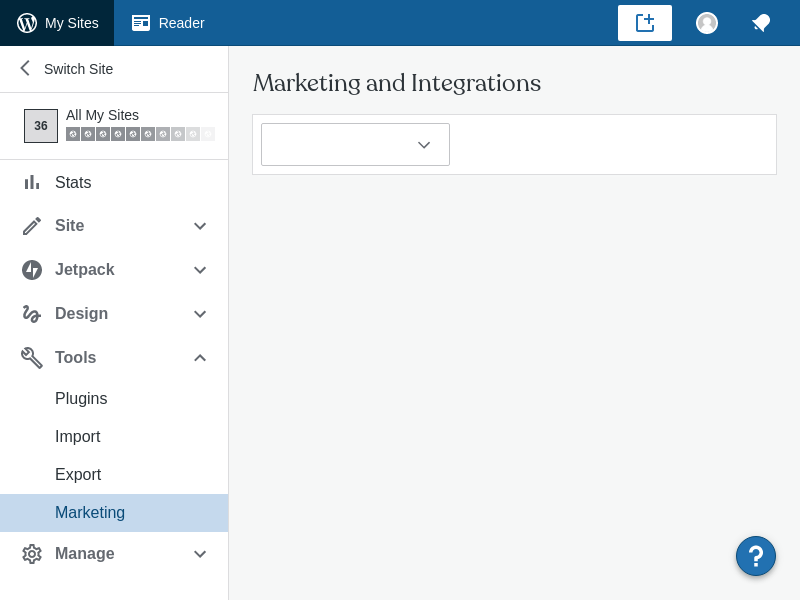 My Sites
Reader
Switch Site
36
All My Sites
Stats
Site
Jetpack
Design
Tools
Plugins
Import
Export
Marketing
Manage
Marketing and Integrations
?